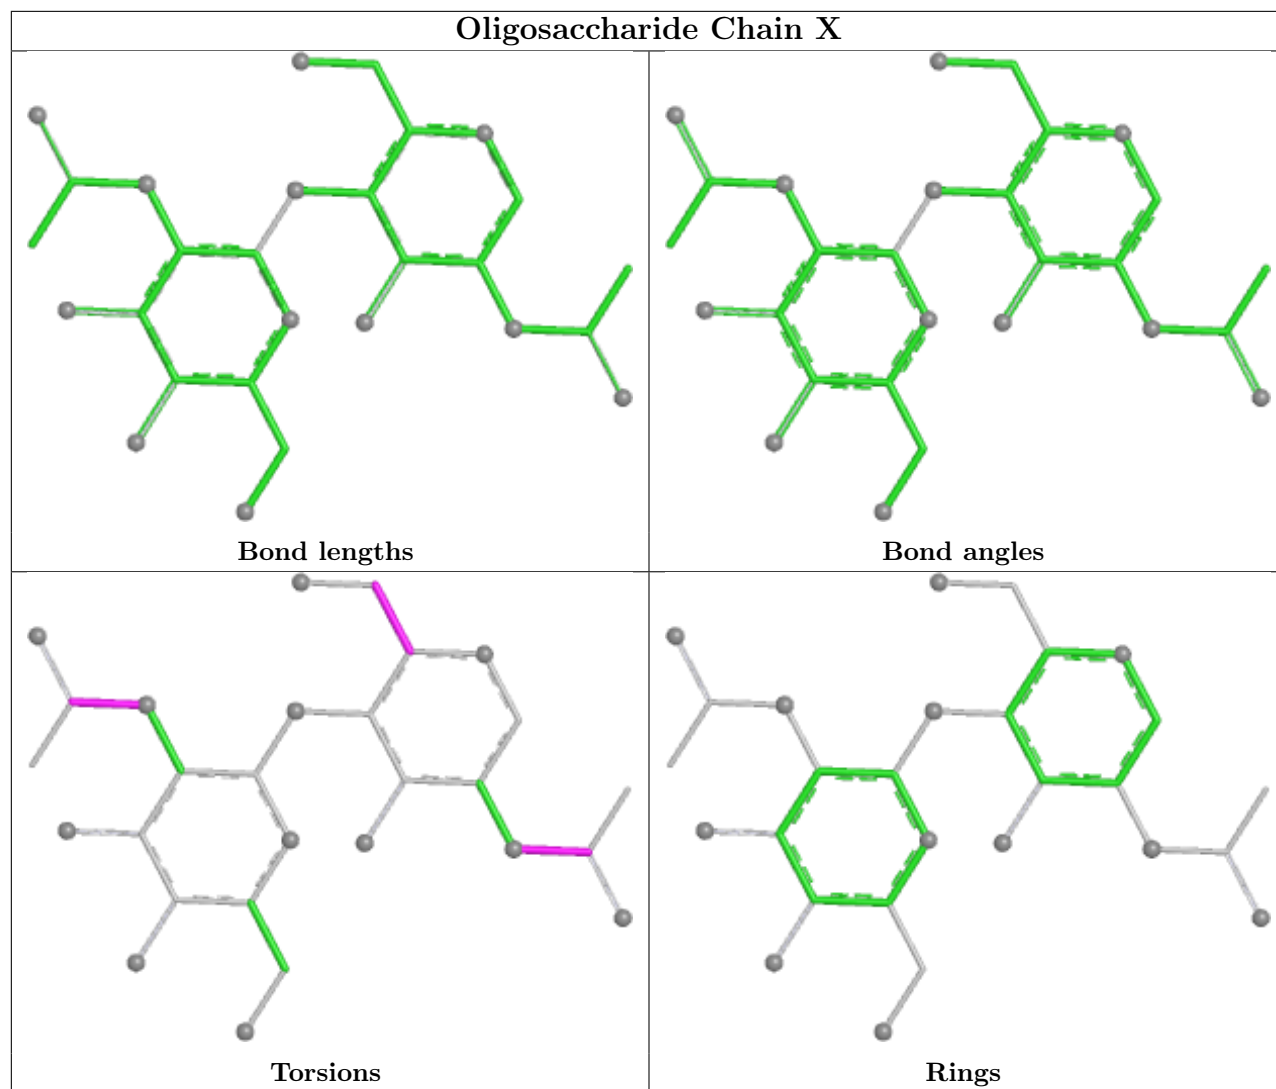 Oligosaccharide Chain X
Bond lengths
Bond angles
Torsions
Rings